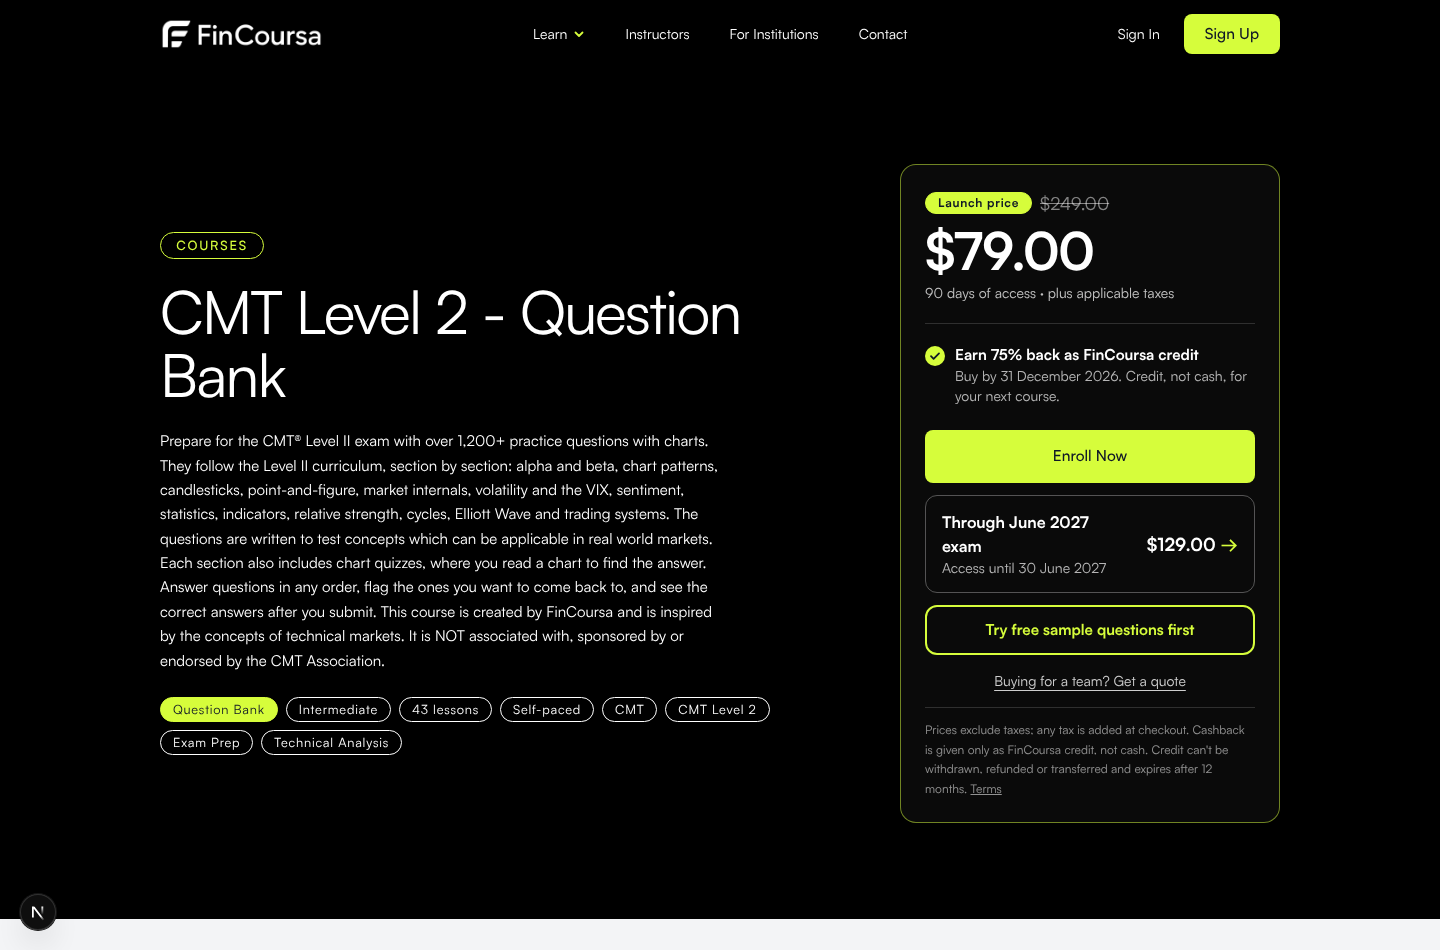 FinCoursa
Learn
Instructors
For Institutions
Contact
Sign In
Sign Up
COURSES
CMT Level 2 - Question
Bank
Prepare for the CMT® Level II exam with over 1,200+ practice questions with charts.
They follow the Level II curriculum, section by section: alpha and beta, chart patterns,
candlesticks, point-and-figure, market internals, volatility and the VIX, sentiment,
statistics, indicators, relative strength, cycles, Elliott Wave and trading systems. The
questions are written to test concepts which can be applicable in real world markets.
Each section also includes chart quizzes, where you read a chart to find the answer.
Answer questions in any order, flag the ones you want to come back to, and see the
correct answers after you submit. This course is created by FinCoursa and is inspired
by the concepts of technical markets. It is NOT associated with, sponsored by or
endorsed by the CMT Association.
Question Bank
Intermediate
43 lessons
Self-paced
CMT
CMT Level 2
Exam Prep
Technical Analysis
Launch price $249.00
$79.00
90 days of access • plus applicable taxes
Earn 75% back as FinCoursa credit
Buy by 31 December 2026. Credit, not cash, for
your next course.
Enroll Now
Through June 2027
exam
$129.00 →
Access until 30 June 2027
Try free sample questions first
Buying for a team? Get a quote
Prices exclude taxes; any tax is added at checkout. Cashback
is given only as FinCoursa credit, not cash. Credit can't be
withdrawn, refunded or transferred and expires after 12
months. Terms
N